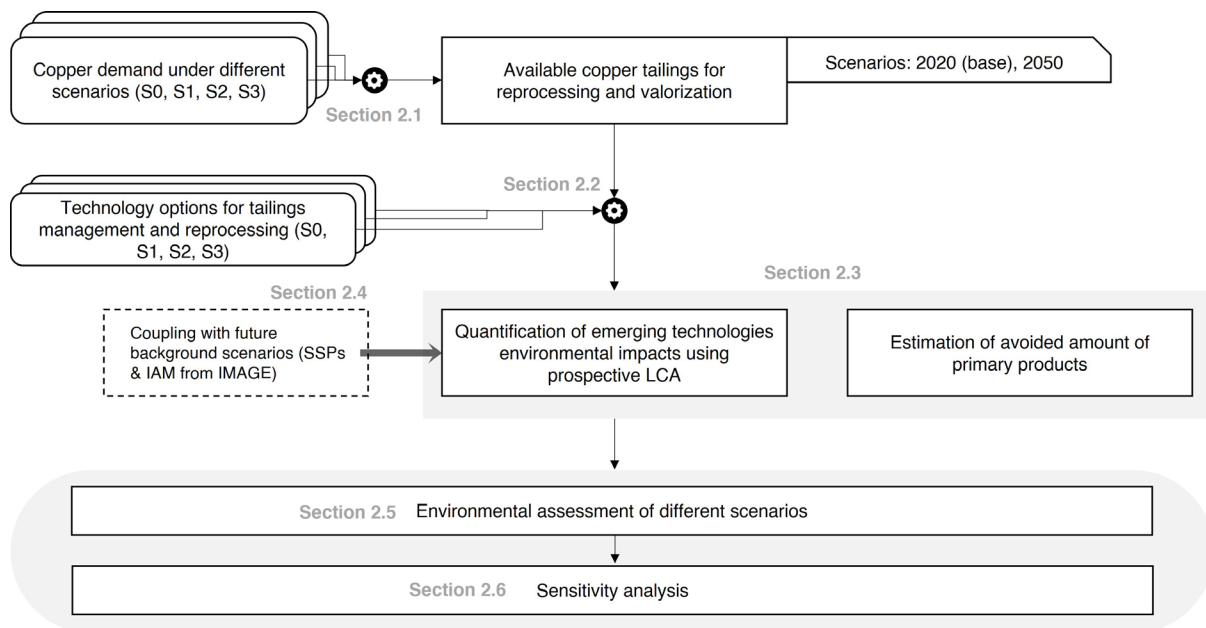 Copper demand under different
scenarios (S0, S1, S2, S3)
Section 2.1
Available copper tailings for
reprocessing and valorization
Scenarios: 2020 (base), 2050
Section 2.2
Technology options for tailings
management and reprocessing (S0,
S1, S2, S3)
Section 2.3
Section 2.4
Coupling with future
background scenarios (SSPs
& IAM from IMAGE)
Quantification of emerging technologies
environmental impacts using
prospective LCA
Estimation of avoided amount of
primary products
Section 2.5 Environmental assessment of different scenarios
Section 2.6 Sensitivity analysis